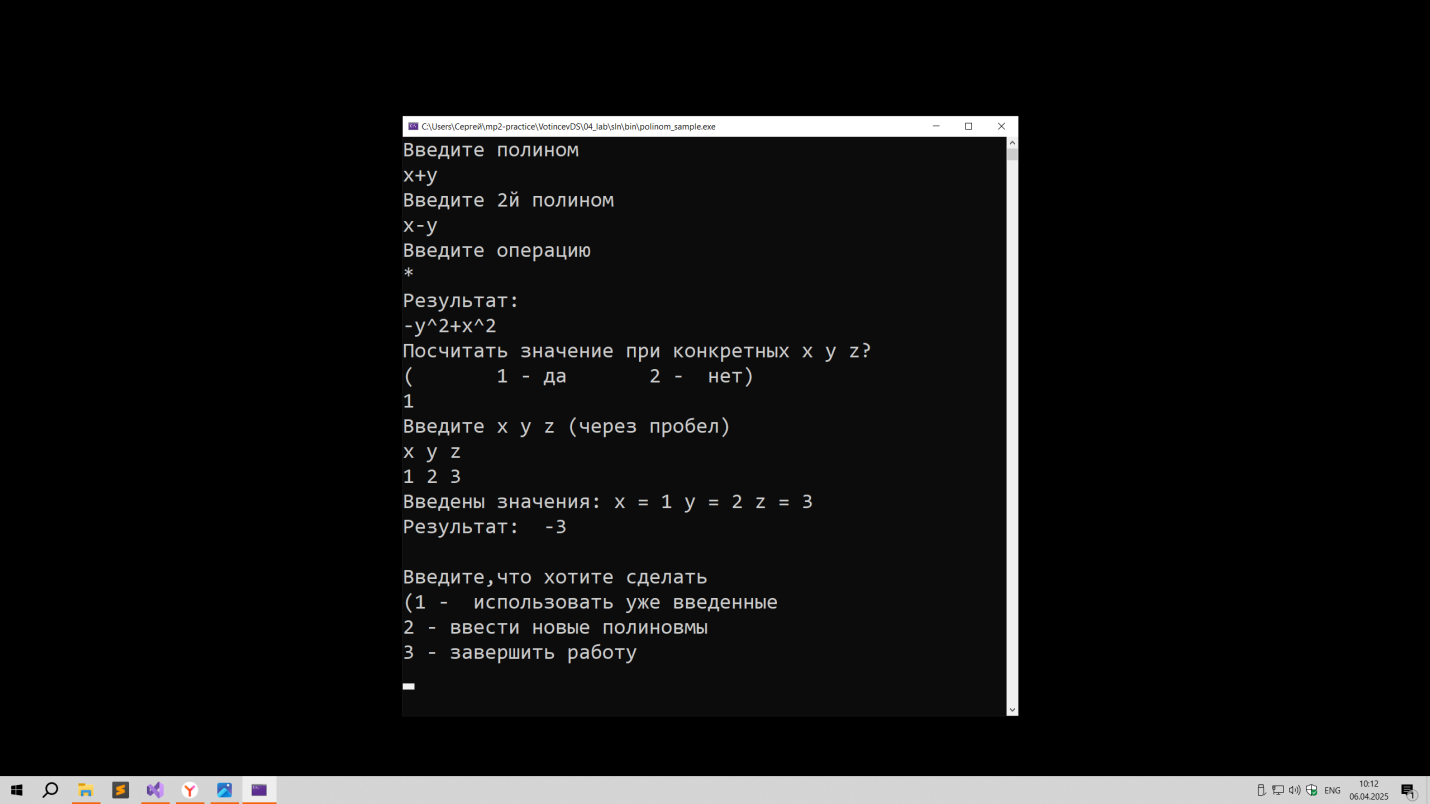 C:\Users\Сергей\mp2-practice\VotincevDS\04_lab\sln\bin\polinom_sample.exe
Введите полином
x+y
Введите 2й полином
x-y
Введите операцию
*
Результат:
-y^2+x^2
Посчитать значение при конкретных x y z?
(       1 - да       2 -  нет)
1
Введите x y z (через пробел)
x y z
1 2 3
Введены значения: x = 1 y = 2 z = 3
Результат:  -3
Введите,что хотите сделать
(1 -  использовать уже введенные
2 - ввести новые полиновмы
3 - завершить работу
ENG
10:12
06.04.2025
1